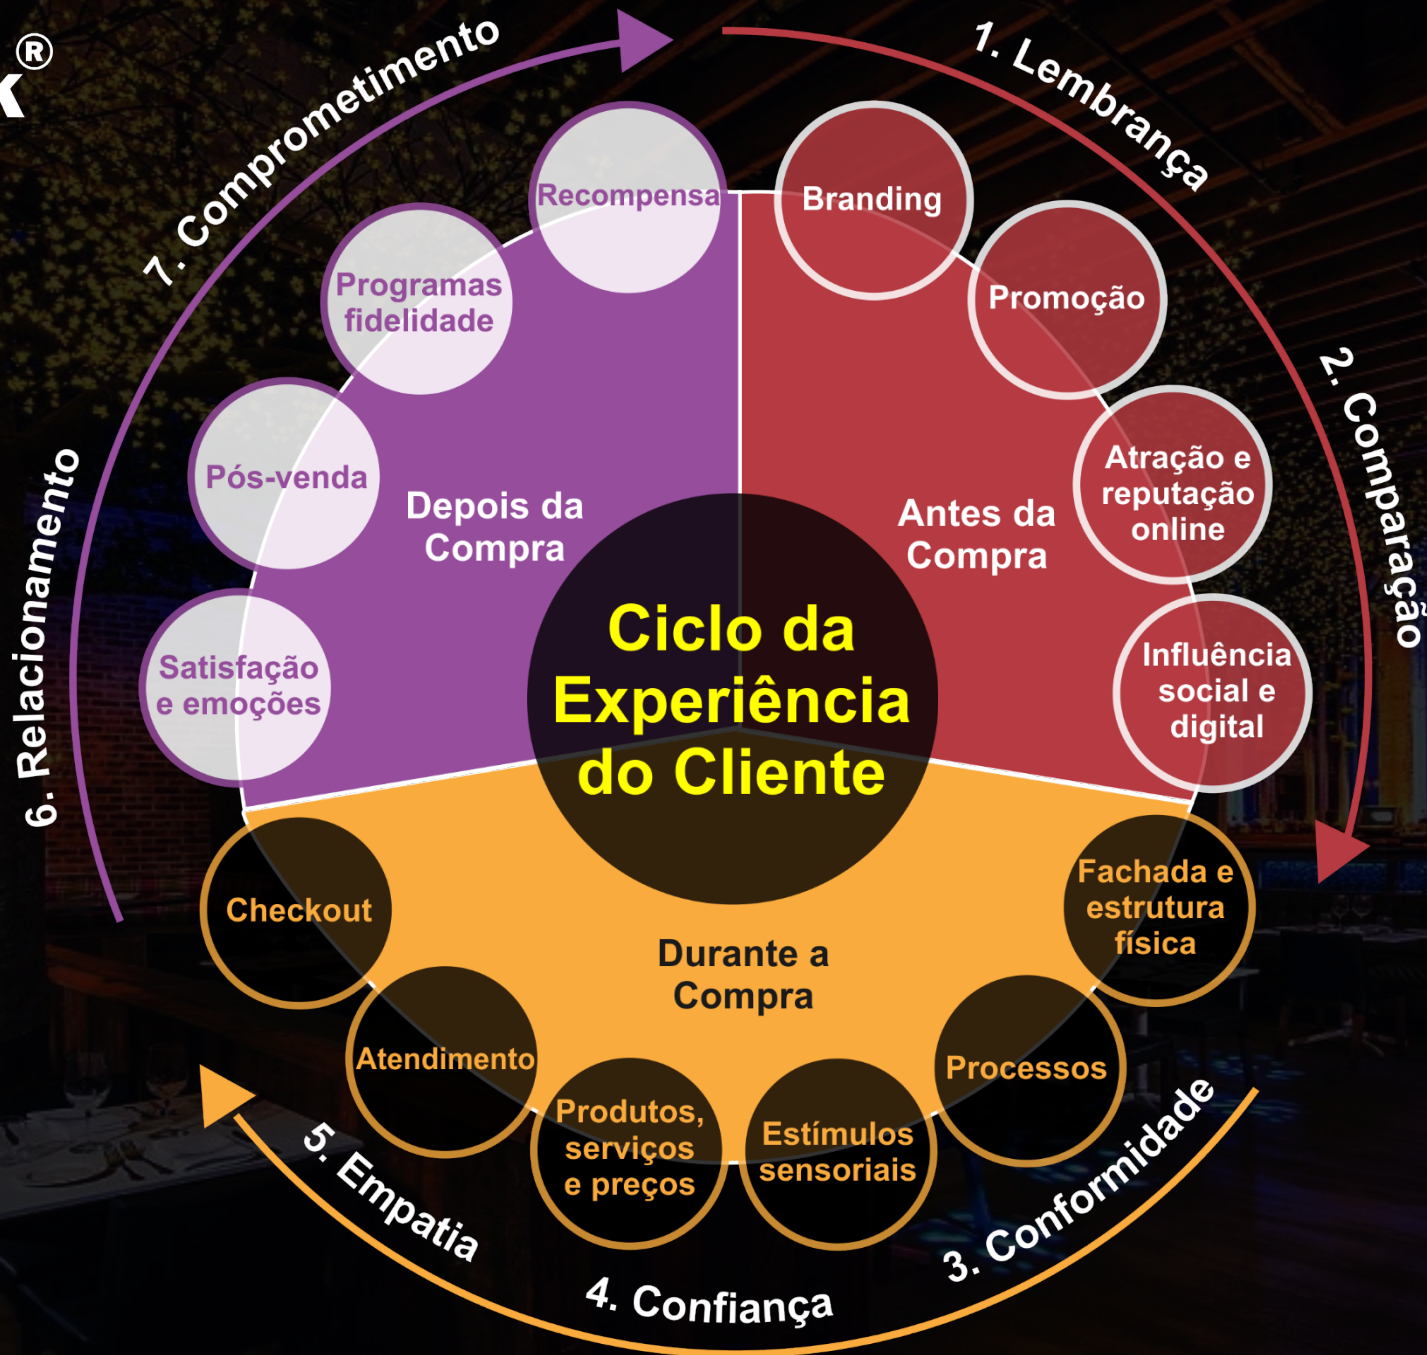 k®
1. Lembrança
2. Comparação
3. Conformidade
4. Confiança
5. Empatia
6. Relacionamento
7. Comprometimento
Ciclo da
Experiência
do Cliente
Antes da
Compra
Branding
Promoção
Atração e
reputação
online
Influência
social e
digital
Durante a
Compra
Fachada e
estrutura
física
Processos
Estímulos
sensoriais
Produtos,
serviços
e preços
Atendimento
Checkout
Depois da
Compra
Satisfação
e emoções
Pós-venda
Programas
fidelidade
Recompensa